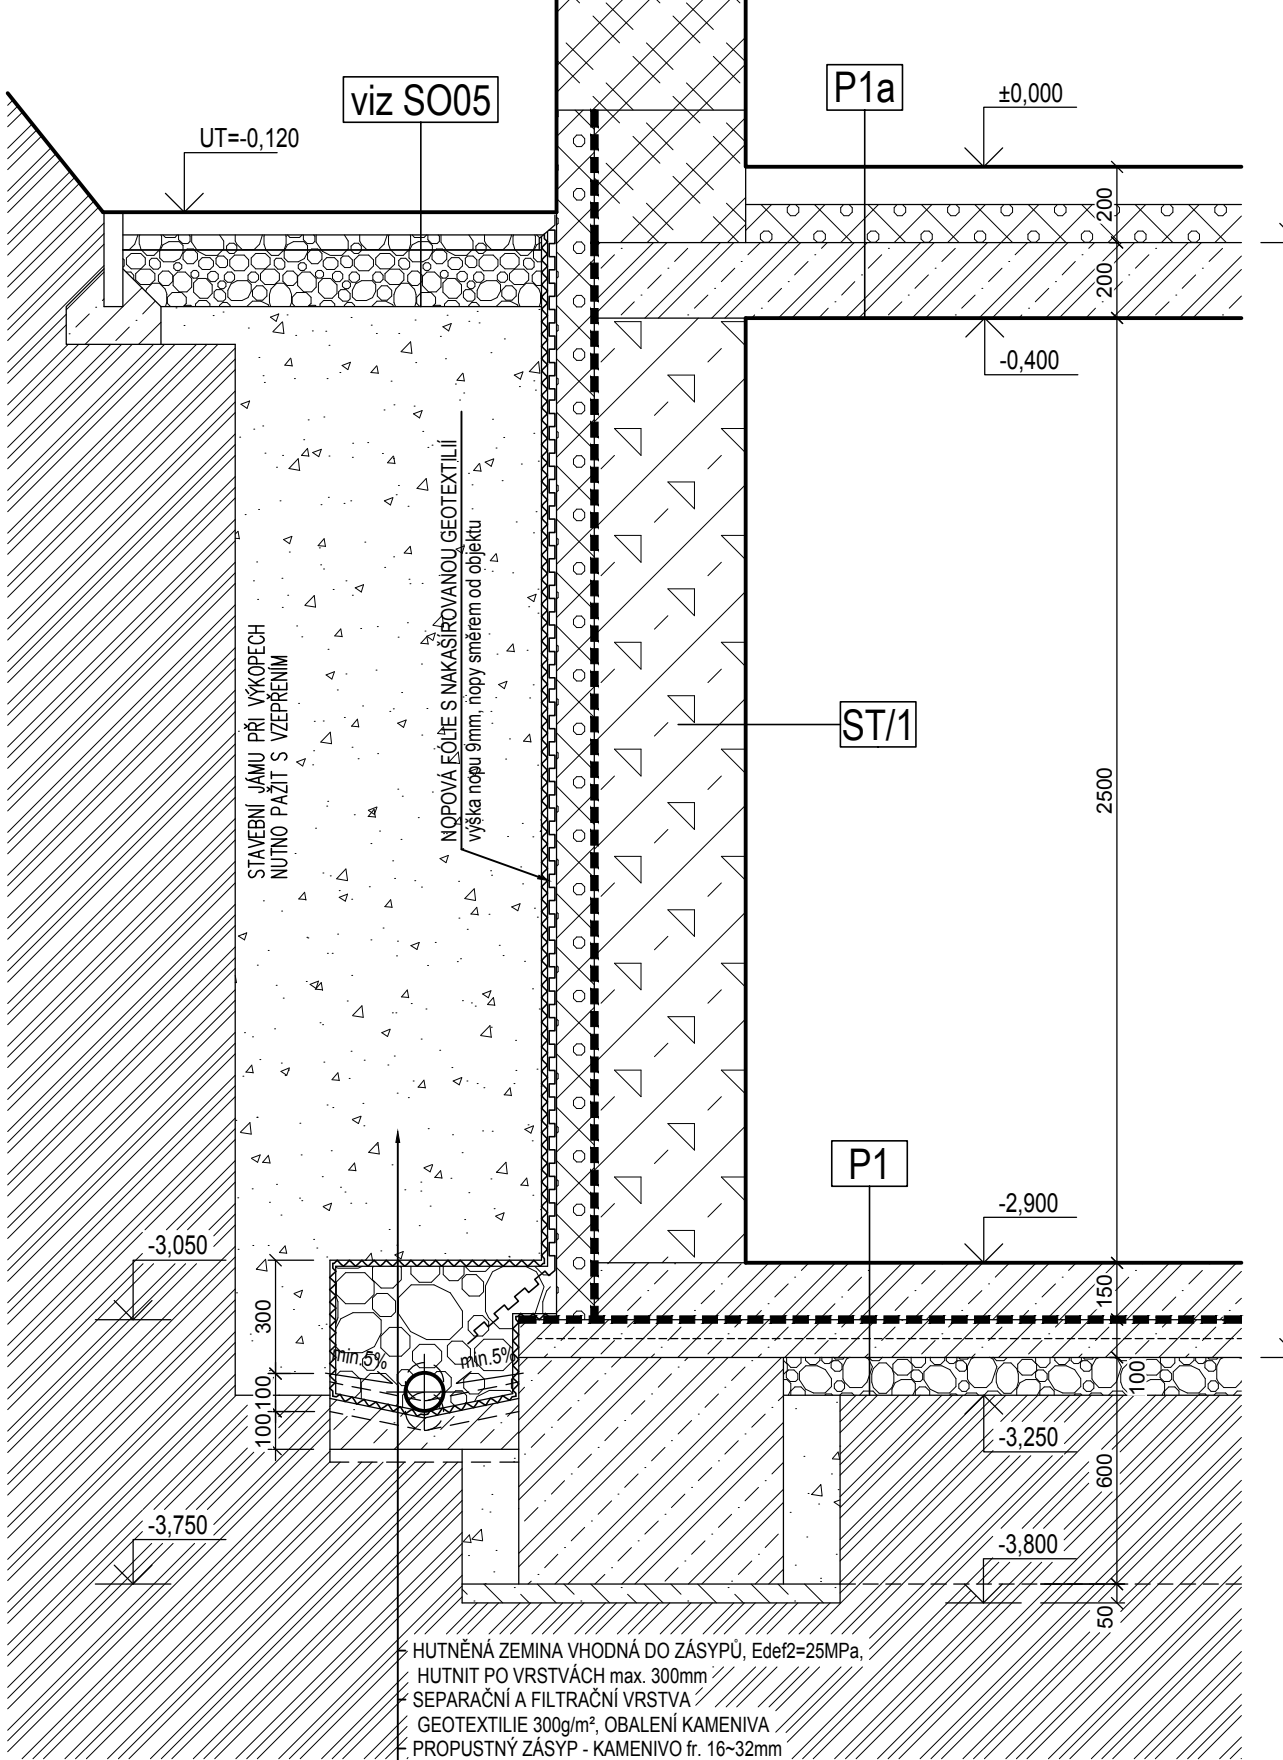 viz SO05
P1a
±0,000
UT=-0,120
200
200
-0,400
NOPOVÁ FÓLIE S NAKAŠÍROVANOU GEOTEXTILIÍ
výška nopu 9mm, nopy směrem od objektu
STAVEBNÍ JÁMU PŘI VÝKOPECH
NUTNO PAŽIT S VZEPŘENÍM
ST/1
2500
P1
-2,900
-3,050
150
300
min.5%
min.5%
100
100
100
-3,250
600
-3,750
-3,800
50
HUTNĚNÁ ZEMINA VHODNÁ DO ZÁSYPŮ, Edef2=25MPa,
HUTNIT PO VRSTVÁCH max. 300mm
SEPARAČNÍ A FILTRAČNÍ VRSTVA
GEOTEXTILIE 300g/m², OBALENÍ KAMENIVA
PROPUSTNÝ ZÁSYP - KAMENIVO fr. 16~32mm